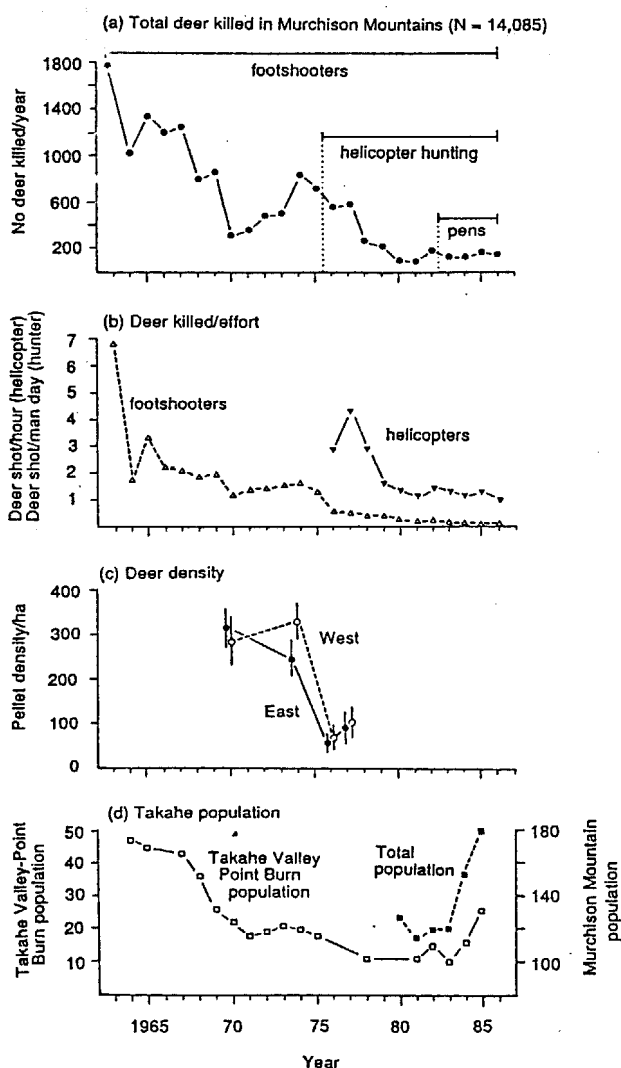 (a) Total deer killed in Murchison Mountains (N = 14,085)
No deer killed/year
1800
1400
1000
600
200
footshooters
helicopter hunting
pens
(b) Deer killed/effort
Deer shot/hour (helicopter)
Deer shot/man day (hunter)
7
6
5
4
3
2
1
footshooters
helicopters
(c) Deer density
Pellet density/ha
400
300
200
100
0
West
East
(d) Takahe population
Takahe Valley-Point
Burn population
50
40
30
20
10
Takahe Valley
Point Burn
population
Total
population
180
140
100
Murchison Mountain
population
1965
70
75
80
85
Year